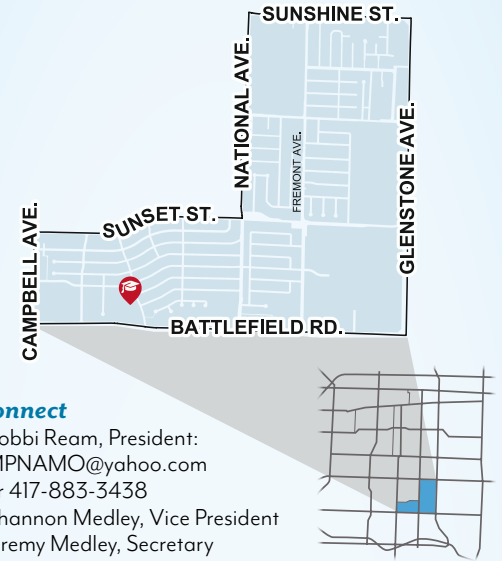 SUNSHINE ST.
NATIONAL AVE.
FREMONT AVE.
GLENSTONE AVE.
SUNSET ST.
CAMPBELL AVE.
BATTLEFIELD RD.
onnect
obbi Ream, President:
MPNAMO@yahoo.com
r 417-883-3438
hannon Medley, Vice President
eremy Medley, Secretary